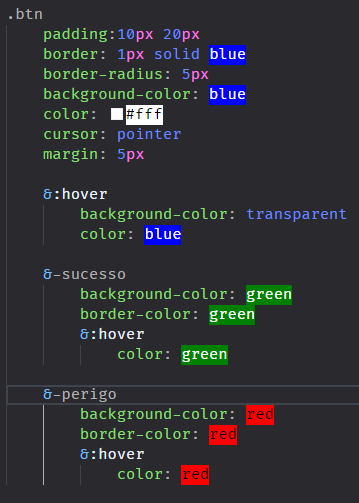 .btn
    padding:10px 20px
    border: 1px solid blue
    border-radius: 5px
    background-color: blue
    color: #fff
    cursor: pointer
    margin: 5px

    &:hover
        background-color: transparent
        color: blue

    &-sucesso
        background-color: green
        border-color: green
        &:hover
            color: green

    &-perigo
        background-color: red
        border-color: red
        &:hover
            color: red